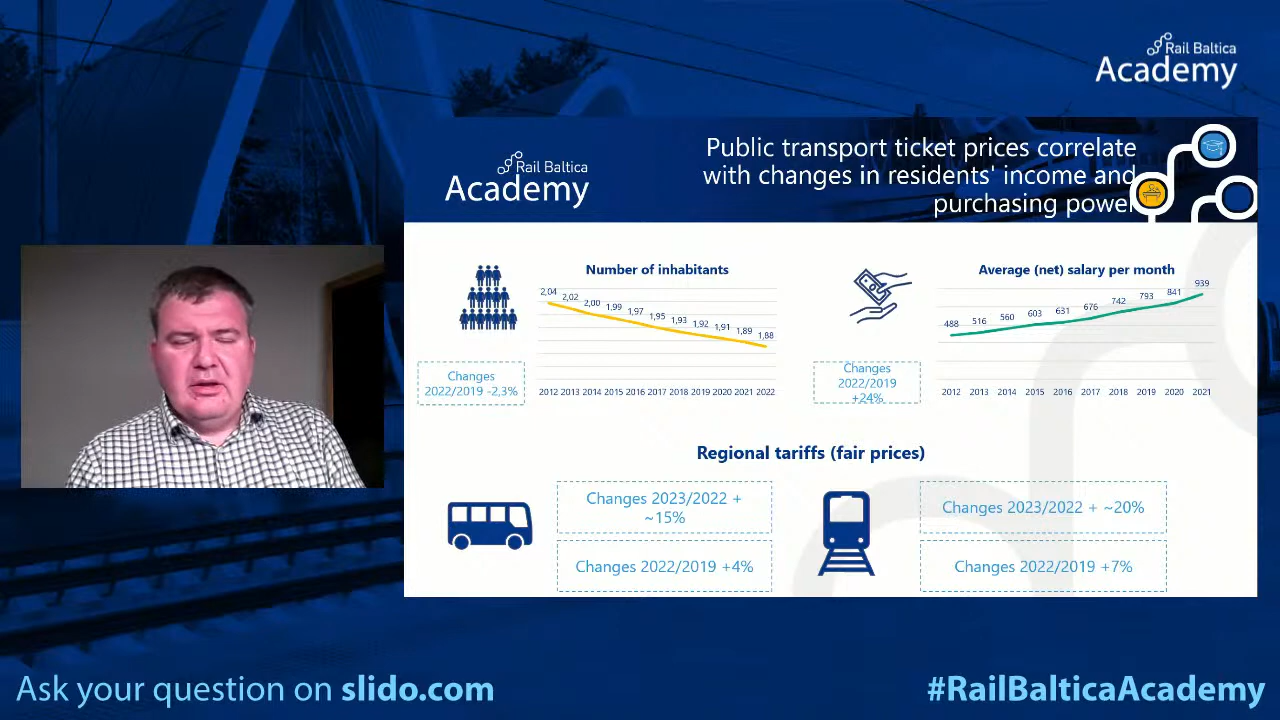 Rail Baltica
Academy
Rail Baltica
Academy
Public transport ticket prices correlate
with changes in residents' income and
purchasing power
Number of inhabitants
2,04 2,02 2,00 1,99 1,97 1,95 1,93 1,92 1,91 1,89 1,88
2012 2013 2014 2015 2016 2017 2018 2019 2020 2021 2022
Changes
2022/2019 -2,3%
Average (net) salary per month
488 516 560 603 631 676 742 793 841 939
2012 2013 2014 2015 2016 2017 2018 2019 2020 2021
Changes
2022/2019
+24%
Regional tariffs (fair prices)
Changes 2023/2022 +
~15%
Changes 2022/2019 +4%
Changes 2023/2022 + ~20%
Changes 2022/2019 +7%
Ask your question on slido.com
#RailBalticaAcademy